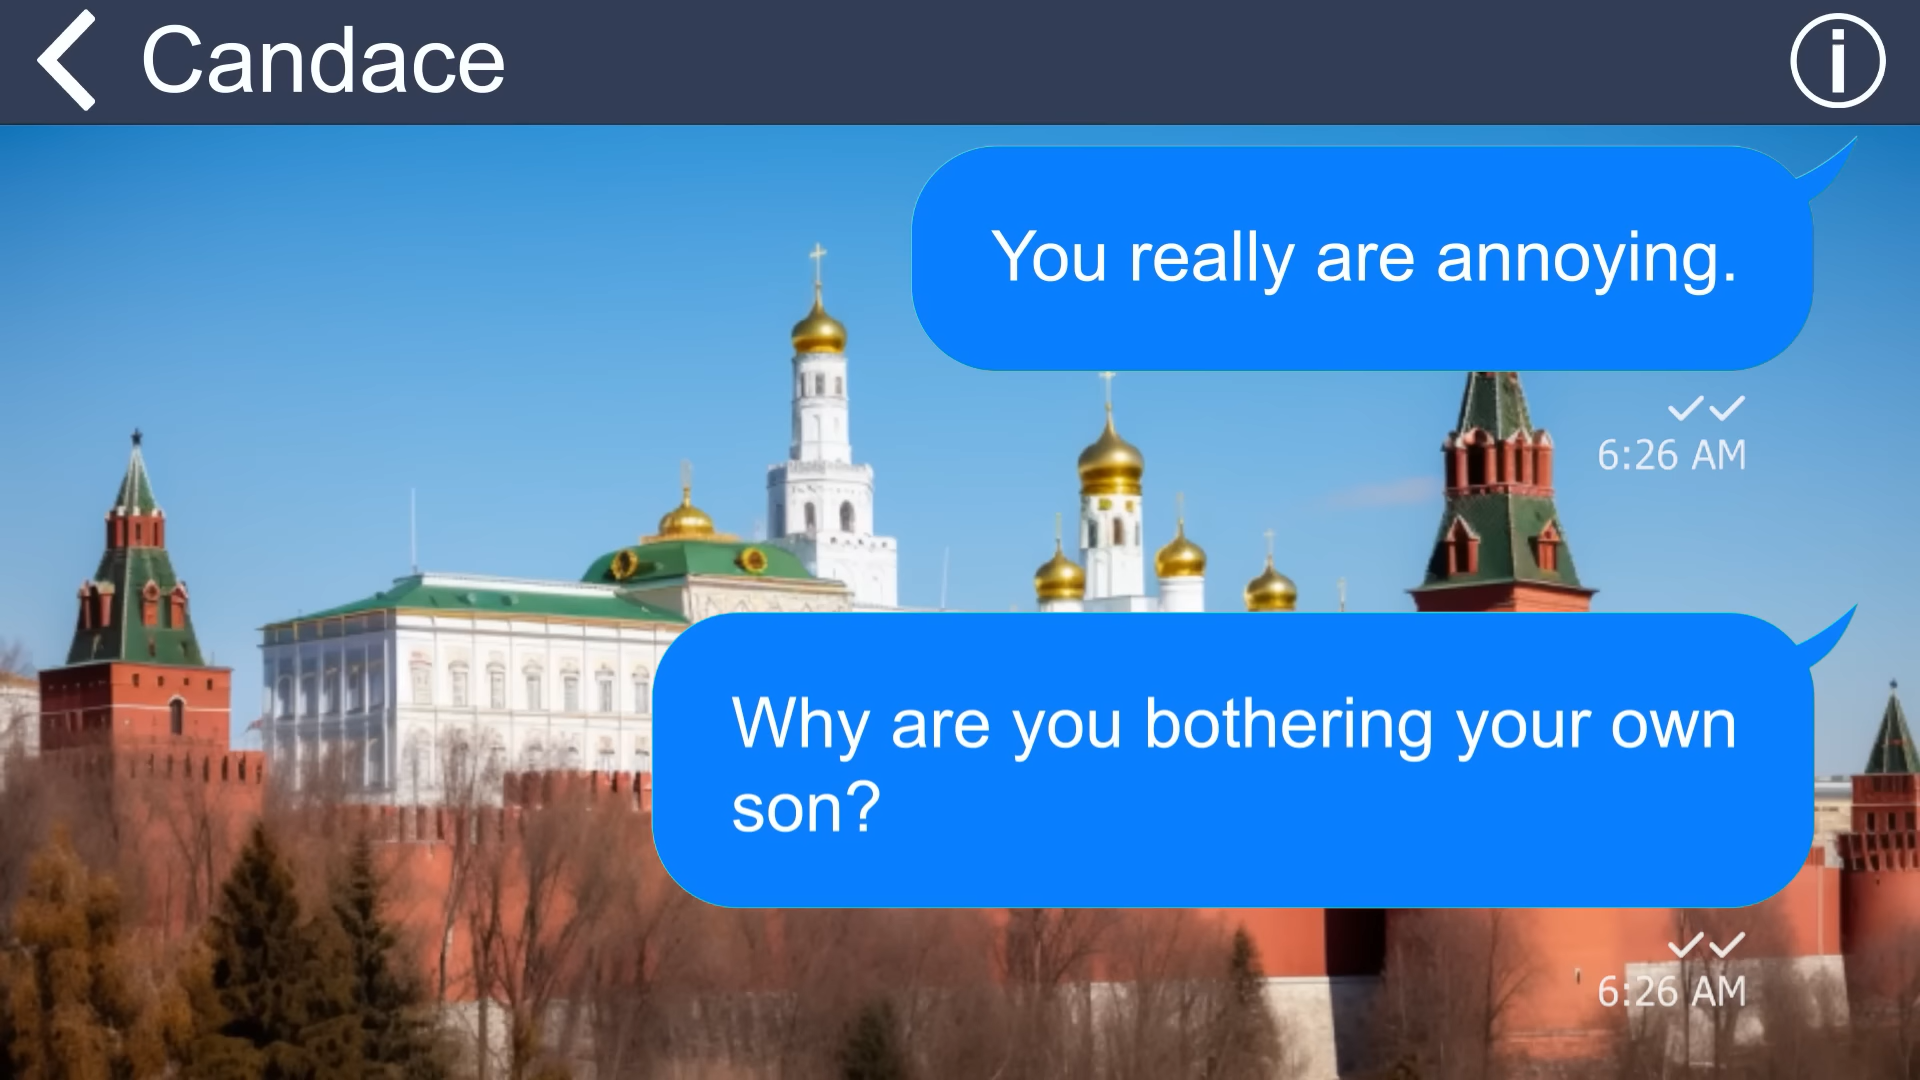 Candace
You really are annoying.
6:26 AM
Why are you bothering your own
son?
6:26 AM